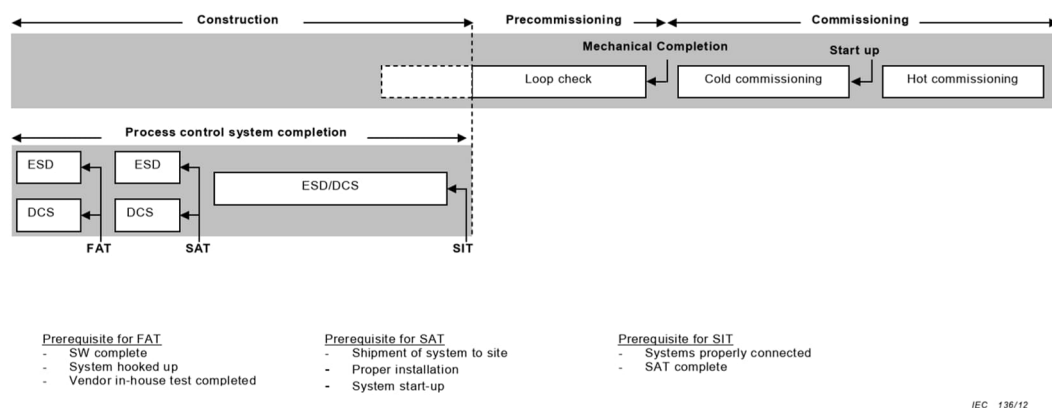 Construction
Precommissioning
Commissioning
Mechanical Completion
Start up
Loop check
Cold commissioning
Hot commissioning
Process control system completion
ESD
ESD
ESD/DCS
DCS
DCS
FAT
SAT
SIT
Prerequisite for FAT
- SW complete
- System hooked up
- Vendor in-house test completed
Prerequisite for SAT
- Shipment of system to site
- Proper installation
- System start-up
Prerequisite for SIT
- Systems properly connected
- SAT complete
IEC 136/12